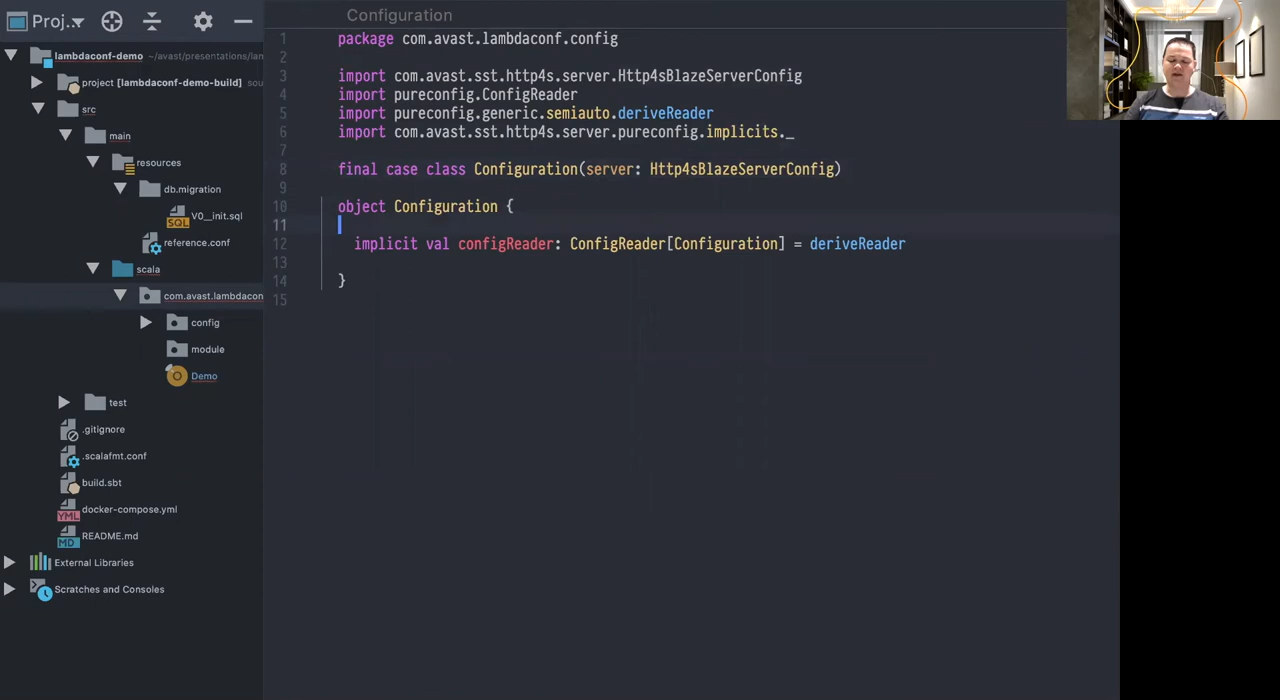 Proj...
Configuration
lambdaconf-demo ~/avast/presentations/lan
project [lambdaconf-demo-build] sou
src
main
resources
db.migration
V0__init.sql
reference.conf
scala
com.avast.lambdacon
config
module
Demo
test
.gitignore
.scalafmt.conf
build.sbt
docker-compose.yml
README.md
External Libraries
Scratches and Consoles
1 package com.avast.lambdaconf.config
2
3 import com.avast.sst.http4s.server.Http4sBlazeServerConfig
4 import pureconfig.ConfigReader
5 import pureconfig.generic.semiauto.deriveReader
6 import com.avast.sst.http4s.server.pureconfig.implicits._
7
8 final case class Configuration(server: Http4sBlazeServerConfig)
9
10 object Configuration {
11
12 implicit val configReader: ConfigReader[Configuration] = deriveReader
13
14 }
15